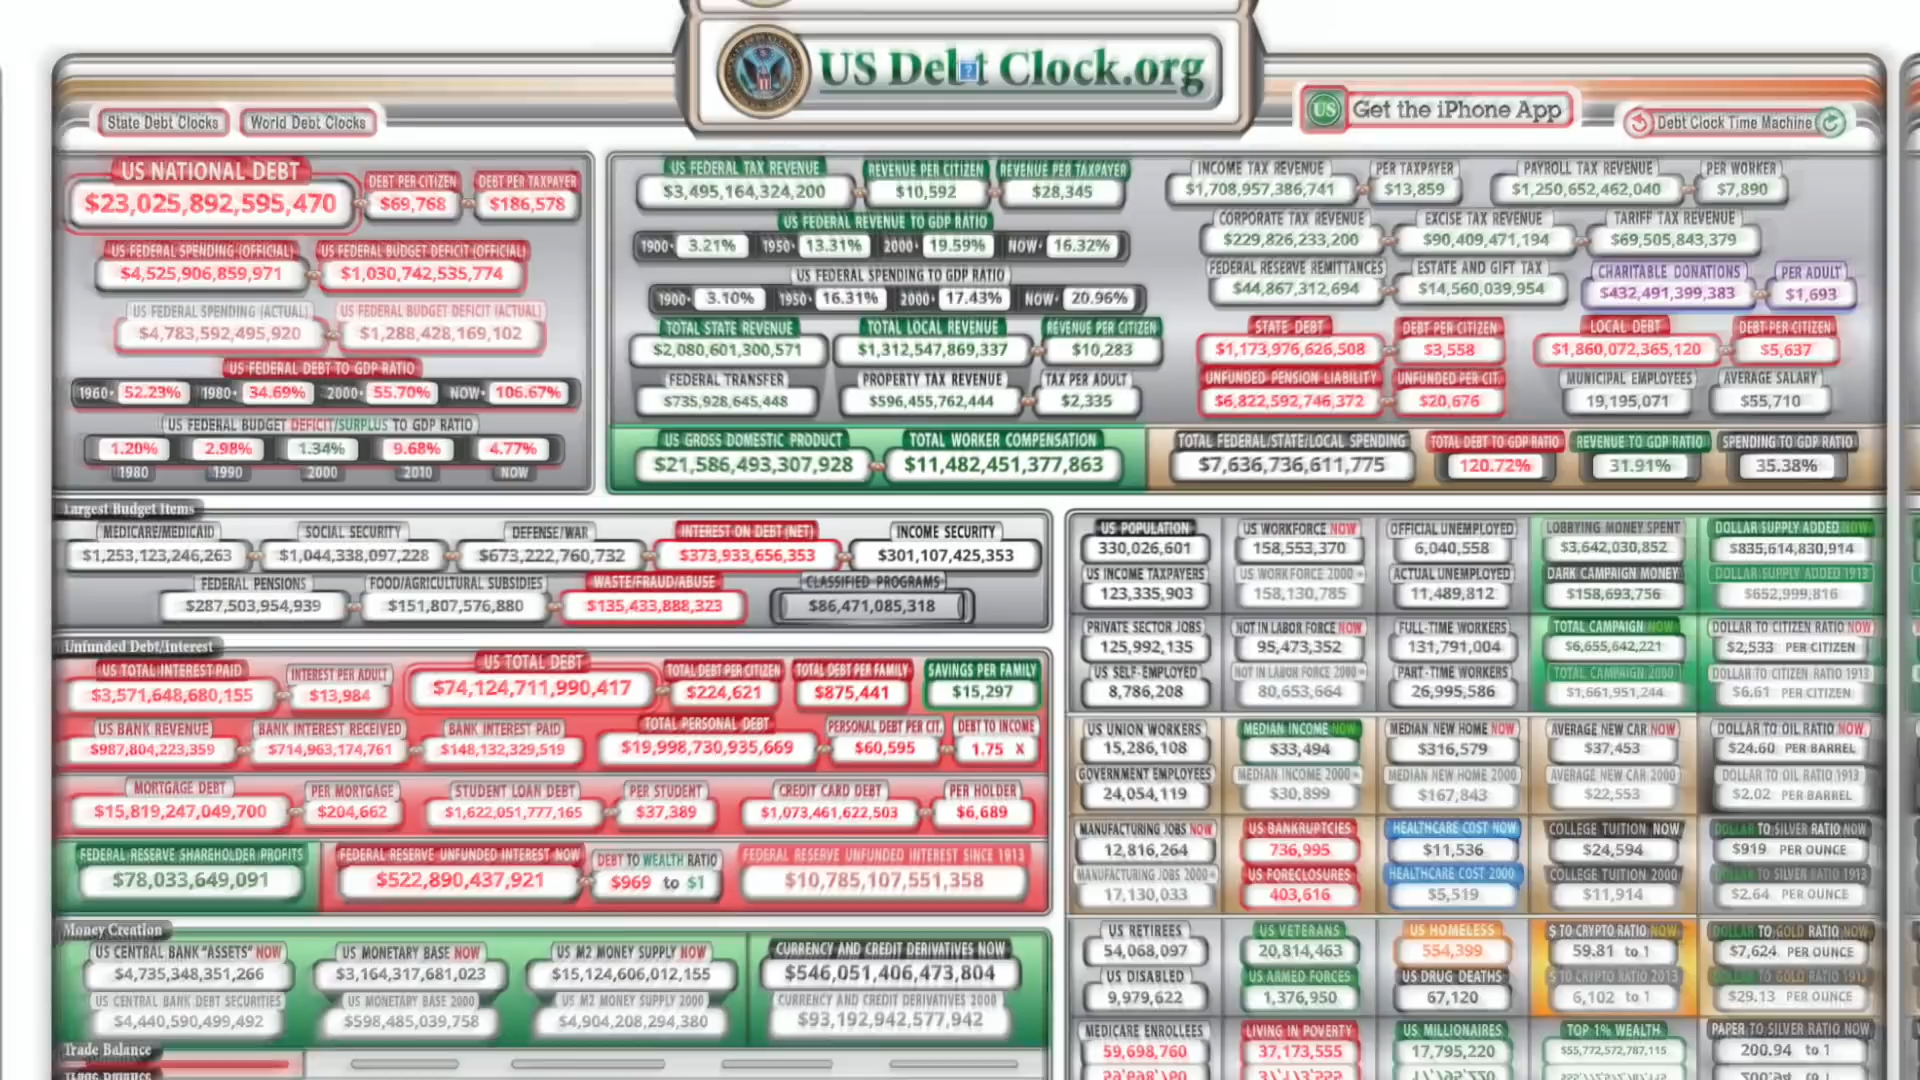 US Debt Clock.org
State Debt Clocks
World Debt Clocks
US Get the iPhone App
Debt Clock Time Machine
US NATIONAL DEBT
$23,025,892,595,470
DEBT PER CITIZEN
$69,768
DEBT PER TAXPAYER
$186,578
US FEDERAL SPENDING (OFFICIAL)
$4,525,906,859,971
US FEDERAL BUDGET DEFICIT (OFFICIAL)
$1,030,742,535,774
US FEDERAL SPENDING (ACTUAL)
$4,783,592,495,920
US FEDERAL BUDGET DEFICIT (ACTUAL)
$1,288,428,169,102
US FEDERAL DEBT TO GDP RATIO
1960• 52.23% 1980• 34.69% 2000• 55.70% NOW• 106.67%
US FEDERAL BUDGET DEFICIT/SURPLUS TO GDP RATIO
1.20% 2.98% 1.34% 9.68% 4.77%
1980 1990 2000 2010 NOW
US FEDERAL TAX REVENUE
$3,495,164,324,200
REVENUE PER CITIZEN
$10,592
REVENUE PER TAXPAYER
$28,345
US FEDERAL REVENUE TO GDP RATIO
1900• 3.21% 1950• 13.31% 2000• 19.59% NOW• 16.32%
US FEDERAL SPENDING TO GDP RATIO
1900• 3.10% 1950• 16.31% 2000• 17.43% NOW• 20.96%
TOTAL STATE REVENUE
$2,080,601,300,571
TOTAL LOCAL REVENUE
$1,312,547,869,337
REVENUE PER CITIZEN
$10,283
FEDERAL TRANSFER
$735,928,645,448
PROPERTY TAX REVENUE
$596,455,762,444
TAX PER ADULT
$2,335
US GROSS DOMESTIC PRODUCT
$21,586,493,307,928
TOTAL WORKER COMPENSATION
$11,482,451,377,863
INCOME TAX REVENUE
$1,708,957,386,741
PER TAXPAYER
$13,859
PAYROLL TAX REVENUE
$1,250,652,462,040
PER WORKER
$7,890
CORPORATE TAX REVENUE
$229,826,233,200
EXCISE TAX REVENUE
$90,409,471,194
TARIFF TAX REVENUE
$69,505,843,379
FEDERAL RESERVE REMITTANCES
$44,867,312,694
ESTATE AND GIFT TAX
$14,560,039,954
CHARITABLE DONATIONS
$432,491,399,383
PER ADULT
$1,693
STATE DEBT
$1,173,976,626,508
DEBT PER CITIZEN
$3,558
LOCAL DEBT
$1,860,072,365,120
DEBT PER CITIZEN
$5,637
UNFUNDED PENSION LIABILITY
$6,822,592,746,372
UNFUNDED PER CIT.
$20,676
MUNICIPAL EMPLOYEES
19,195,071
AVERAGE SALARY
$55,710
TOTAL FEDERAL/STATE/LOCAL SPENDING
$7,636,736,611,775
TOTAL DEBT TO GDP RATIO
120.72%
REVENUE TO GDP RATIO
31.91%
SPENDING TO GDP RATIO
35.38%
Largest Budget Items
MEDICARE/MEDICAID
$1,253,123,246,263
SOCIAL SECURITY
$1,044,338,097,228
DEFENSE/WAR
$673,222,760,732
INTEREST ON DEBT (NET)
$373,933,656,353
INCOME SECURITY
$301,107,425,353
FEDERAL PENSIONS
$287,503,954,939
FOOD/AGRICULTURAL SUBSIDIES
$151,807,576,880
WASTE/FRAUD/ABUSE
$135,433,888,323
CLASSIFIED PROGRAMS
$86,471,085,318
Unfunded Debt/Interest
US TOTAL INTEREST PAID
$3,571,648,680,155
INTEREST PER ADULT
$13,984
US TOTAL DEBT
$74,124,711,990,417
TOTAL DEBT PER CITIZEN
$224,621
TOTAL DEBT PER FAMILY
$875,441
SAVINGS PER FAMILY
$15,297
US BANK REVENUE
$987,804,223,359
BANK INTEREST RECEIVED
$714,963,174,761
BANK INTEREST PAID
$148,132,329,519
TOTAL PERSONAL DEBT
$19,998,730,935,669
PERSONAL DEBT PER CIT.
$60,595
DEBT TO INCOME
1.75 X
MORTGAGE DEBT
$15,819,247,049,700
PER MORTGAGE
$204,662
STUDENT LOAN DEBT
$1,622,051,777,165
PER STUDENT
$37,389
CREDIT CARD DEBT
$1,073,461,622,503
PER HOLDER
$6,689
FEDERAL RESERVE SHAREHOLDER PROFITS
$78,033,649,091
FEDERAL RESERVE UNFUNDED INTEREST NOW
$522,890,437,921
DEBT TO WEALTH RATIO
$969 to $1
FEDERAL RESERVE UNFUNDED INTEREST SINCE 1913
$10,785,107,551,358
Money Creation
US CENTRAL BANK "ASSETS" NOW
$4,735,348,351,266
US MONETARY BASE NOW
$3,164,317,681,023
US M2 MONEY SUPPLY NOW
$15,124,606,012,155
CURRENCY AND CREDIT DERIVATIVES NOW
$546,051,406,473,804
US CENTRAL BANK DEBT SECURITIES
$4,440,590,499,492
US MONETARY BASE 2000
$598,485,039,758
US M2 MONEY SUPPLY 2000
$4,904,208,294,380
CURRENCY AND CREDIT DERIVATIVES 2000
$93,192,942,577,942
Trade Balance
US POPULATION
330,026,601
US WORKFORCE NOW
158,553,370
OFFICIAL UNEMPLOYED
6,040,558
LOBBYING MONEY SPENT
$3,642,030,852
DOLLAR SUPPLY ADDED NOW
$835,614,830,914
US INCOME TAXPAYERS
123,335,903
US WORKFORCE 2000
158,130,785
ACTUAL UNEMPLOYED
11,489,812
DARK CAMPAIGN MONEY
$158,693,756
DOLLAR SUPPLY ADDED 1913
$652,999,816
PRIVATE SECTOR JOBS
125,992,135
NOT IN LABOR FORCE NOW
95,473,352
FULL-TIME WORKERS
131,791,004
TOTAL CAMPAIGN NOW
$6,655,642,221
DOLLAR TO CITIZEN RATIO NOW
$2,533 PER CITIZEN
US SELF-EMPLOYED
8,786,208
NOT IN LABOR FORCE 2000
80,653,664
PART-TIME WORKERS
26,995,586
TOTAL CAMPAIGN 2000
$1,661,951,244
DOLLAR TO CITIZEN RATIO 1913
$6.61 PER CITIZEN
US UNION WORKERS
15,286,108
MEDIAN INCOME NOW
$33,494
MEDIAN NEW HOME NOW
$316,579
AVERAGE NEW CAR NOW
$37,453
DOLLAR TO OIL RATIO NOW
$24.60 PER BARREL
GOVERNMENT EMPLOYEES
24,054,119
MEDIAN INCOME 2000
$30,899
MEDIAN NEW HOME 2000
$167,843
AVERAGE NEW CAR 2000
$22,553
DOLLAR TO OIL RATIO 1913
$2.02 PER BARREL
MANUFACTURING JOBS NOW
12,816,264
US BANKRUPTCIES
736,995
HEALTHCARE COST NOW
$11,536
COLLEGE TUITION NOW
$24,594
DOLLAR TO SILVER RATIO NOW
$919 PER OUNCE
MANUFACTURING JOBS 2000
17,130,033
US FORECLOSURES
403,616
HEALTHCARE COST 2000
$5,519
COLLEGE TUITION 2000
$11,914
DOLLAR TO SILVER RATIO 1913
$2.64 PER OUNCE
US RETIREES
54,068,097
US VETERANS
20,814,463
US HOMELESS
554,399
$ TO CRYPTO RATIO NOW
59.81 to 1
DOLLAR TO GOLD RATIO NOW
$7,624 PER OUNCE
US DISABLED
9,979,622
US ARMED FORCES
1,376,950
US DRUG DEATHS
67,120
$ TO CRYPTO RATIO 2013
6,102 to 1
DOLLAR TO GOLD RATIO 1913
$29.13 PER OUNCE
MEDICARE ENROLLEES
59,698,760
LIVING IN POVERTY
37,173,555
US MILLIONAIRES
17,795,220
TOP 1% WEALTH
$55,772,572,787,115
PAPER TO SILVER RATIO NOW
200.94 to 1